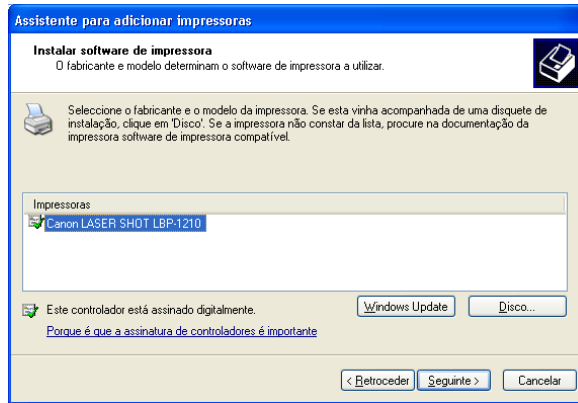 Assistente para adicionar impressoras
Instalar software de impressora
O fabricante e modelo determinam o software de impressora a utilizar.
Seleccione o fabricante e o modelo da impressora. Se esta vinha acompanhada de uma disquete de
instalação, clique em 'Disco'. Se a impressora não constar da lista, procure na documentação da
impressora software de impressora compatível.
Impressoras
Canon LASER SHOT LBP-1210
Este controlador está assinado digitalmente.
Windows Update
Disco...
Porque é que a assinatura de controladores é importante
< Retroceder
Seguinte >
Cancelar